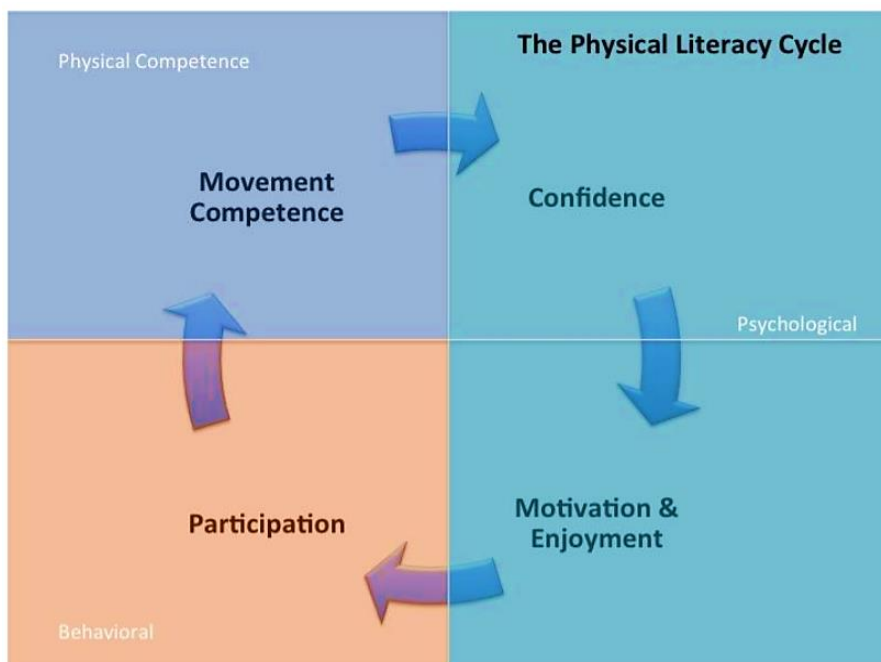 The Physical Literacy Cycle
Physical Competence
Movement
Competence
Confidence
Psychological
Motivation &
Enjoyment
Participation
Behavioral